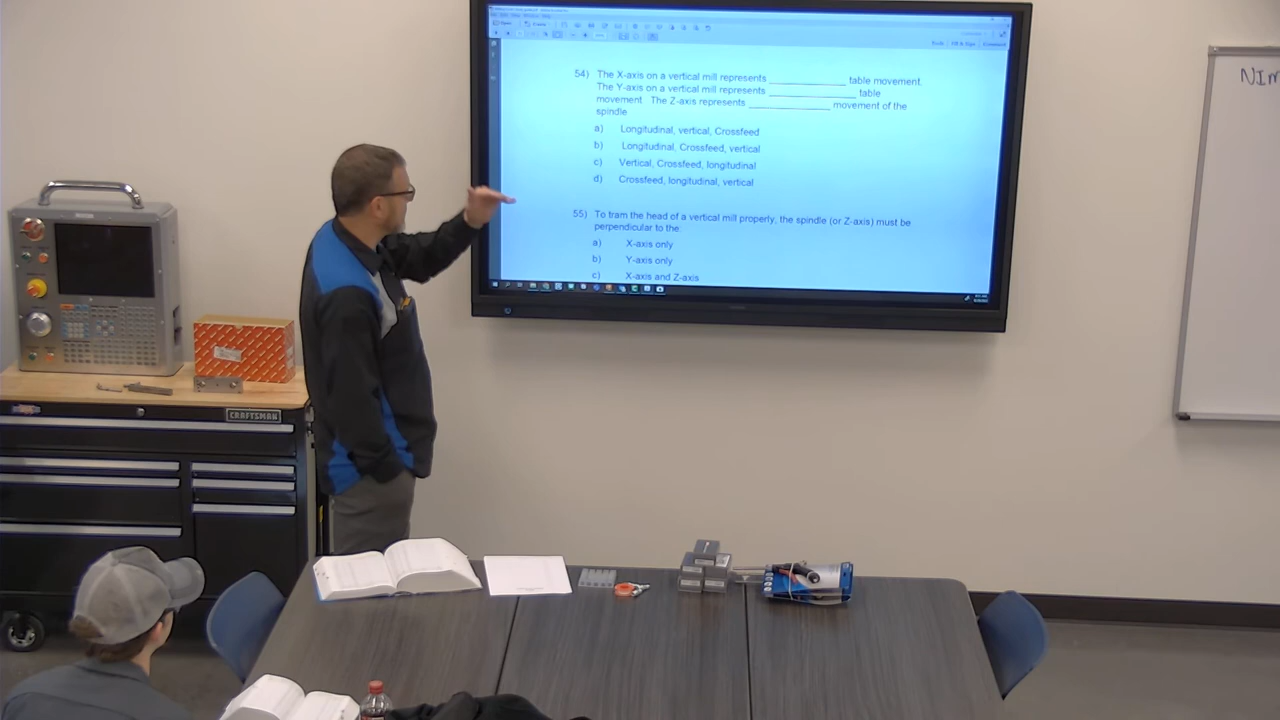 54) The X-axis on a vertical mill represents ______________ table movement.
The Y-axis on a vertical mill represents ________________ table
movement The Z-axis represents _______________ movement of the
spindle
a) Longitudinal, vertical, Crossfeed
b) Longitudinal, Crossfeed, vertical
c) Vertical, Crossfeed, longitudinal
d) Crossfeed, longitudinal, vertical
55) To tram the head of a vertical mill properly, the spindle (or Z-axis) must be
perpendicular to the:
a) X-axis only
b) Y-axis only
c) X-axis and Z-axis
NIM
CRAFTSMAN